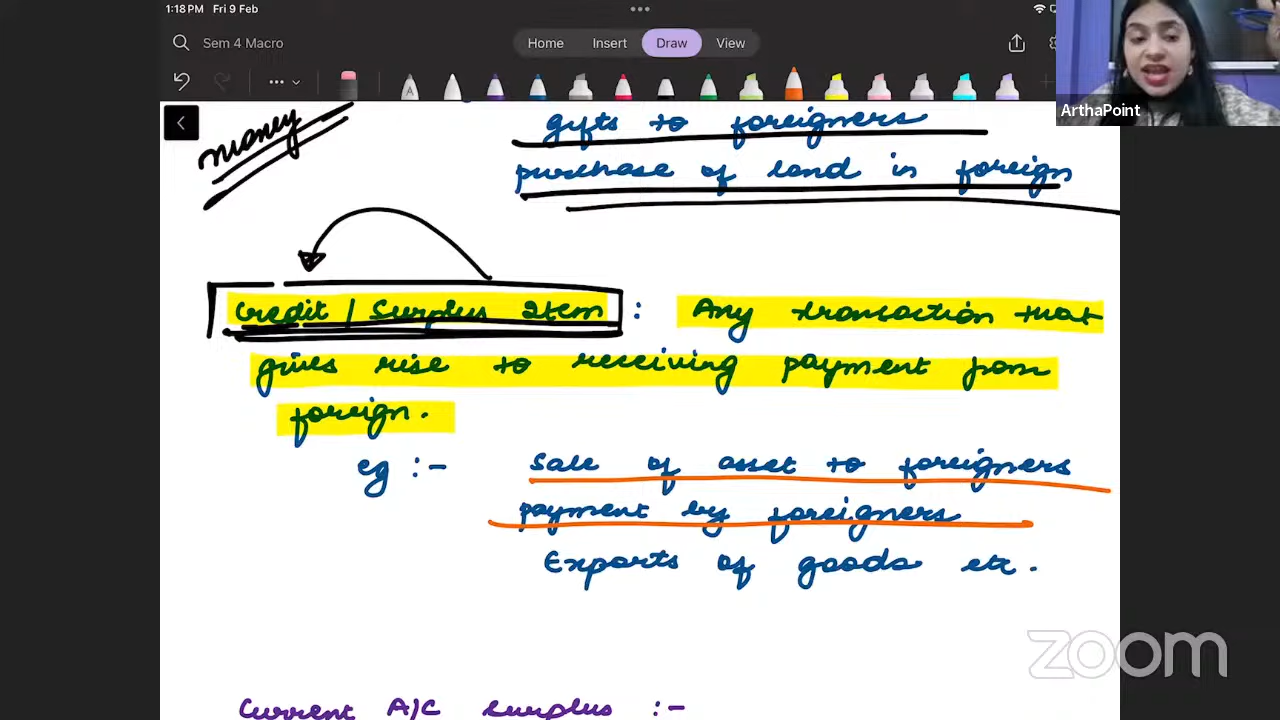 1:18 PM Fri 9 Feb
Sem 4 Macro
Home Insert Draw View
ArthaPoint
money
gifts to foreigners
purchase of land in foreign
Credit / Surplus Item : Any transaction that
gives rise to receiving payment from
foreign.
eg :- Sale of asset to foreigners
payment by foreigners
Exports of goods etc.
zoom
Current A/C surplus :-